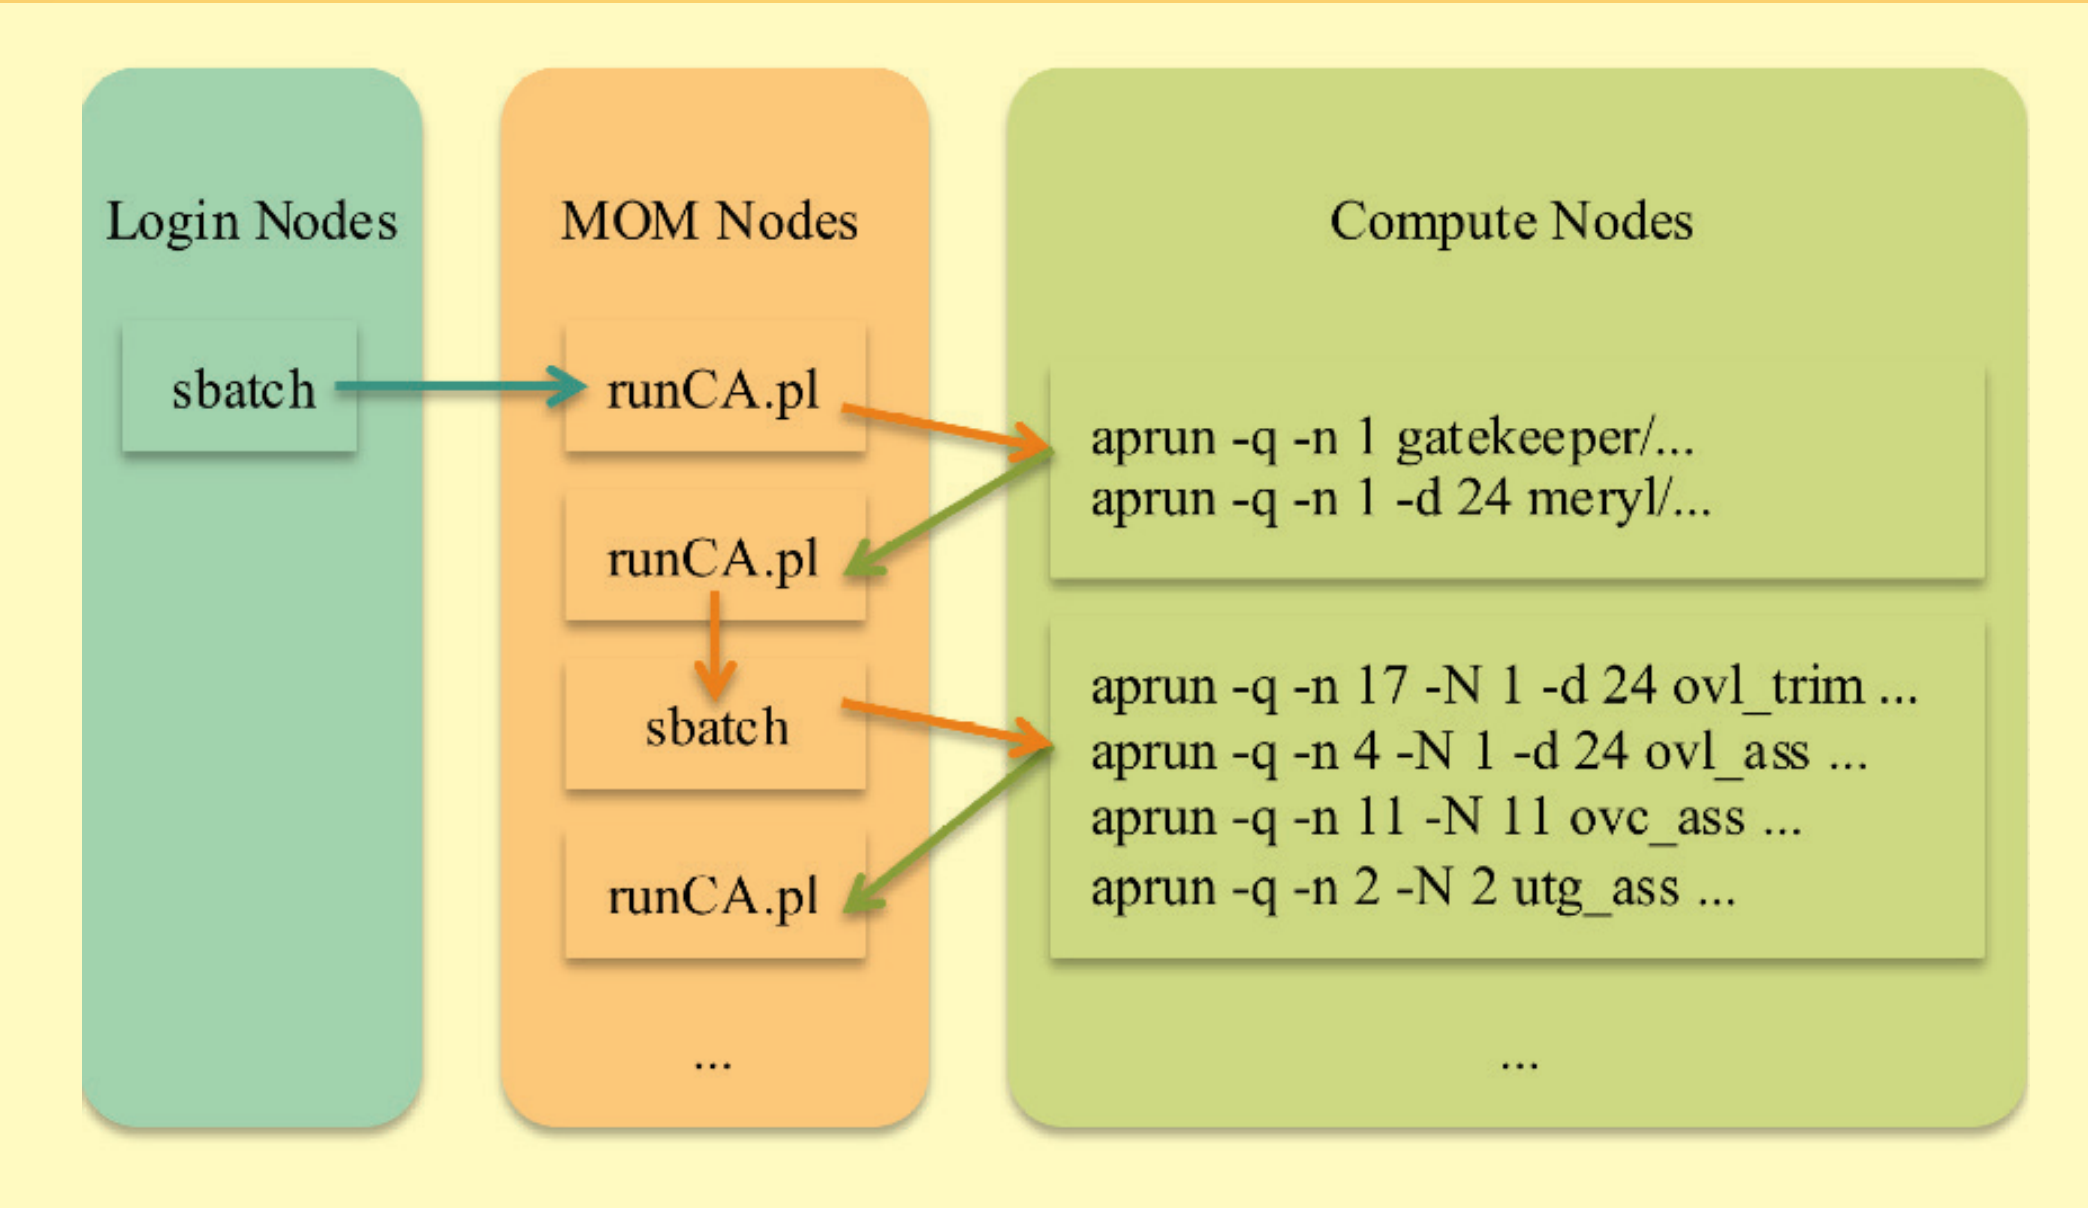 Login Nodes
sbatch
MOM Nodes
runCA.pl
runCA.pl
sbatch
runCA.pl
...
Compute Nodes
aprun -q -n 1 gatekeeper/...
aprun -q -n 1 -d 24 meryl/...
aprun -q -n 17 -N 1 -d 24 ovl_trim ...
aprun -q -n 4 -N 1 -d 24 ovl_ass ...
aprun -q -n 11 -N 11 ovc_ass ...
aprun -q -n 2 -N 2 utg_ass ...
...